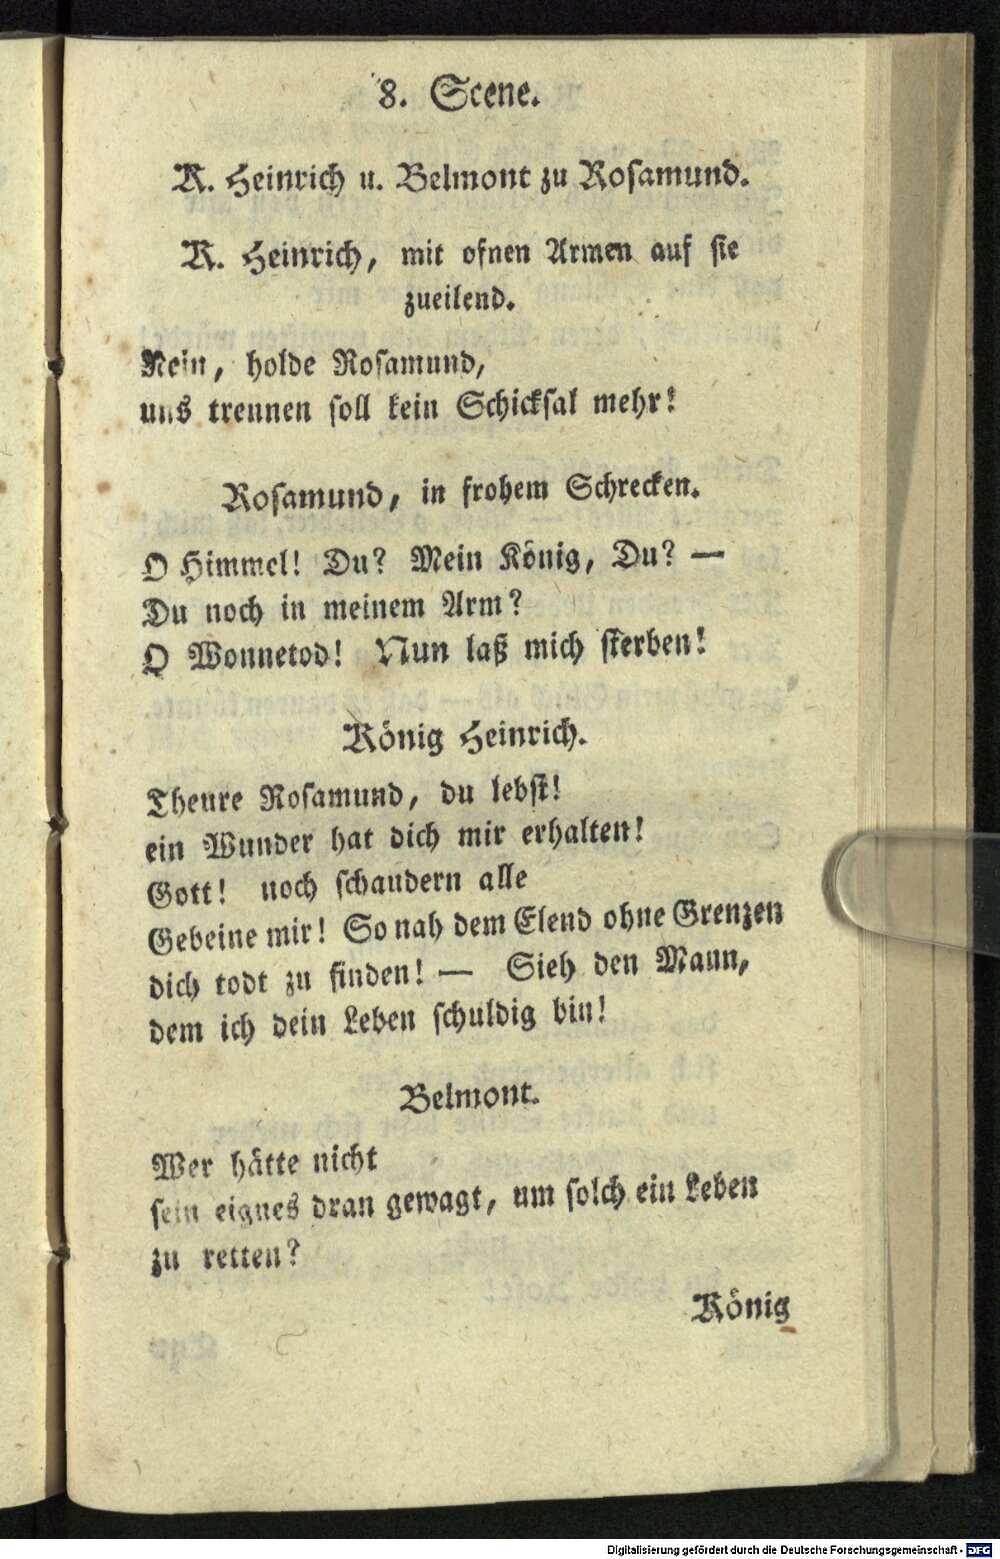 8. Scene.
K. Heinrich u. Belmont zu Rosamund.
K. Heinrich, mit ofnen Armen auf sie
zueilend.
Nein, holde Rosamund,
uns trennen soll kein Schicksal mehr!
Rosamund, in frohem Schrecken.
O Himmel! Du? Mein König, Du? —
Du noch in meinem Arm?
O Wonnetod! Nun laß mich sterben!
König Heinrich.
Theure Rosamund, du lebst!
ein Wunder hat dich mir erhalten!
Gott! noch schaudern alle
Gebeine mir! So nah dem Elend ohne Grenzen
dich todt zu finden! — Sieh den Mann,
dem ich dein Leben schuldig bin!
Belmont.
Wer hätte nicht
sein eignes dran gewagt, um solch ein Leben
zu retten?
König
Digitalisierung gefördert durch die Deutsche Forschungsgemeinschaft - DFG